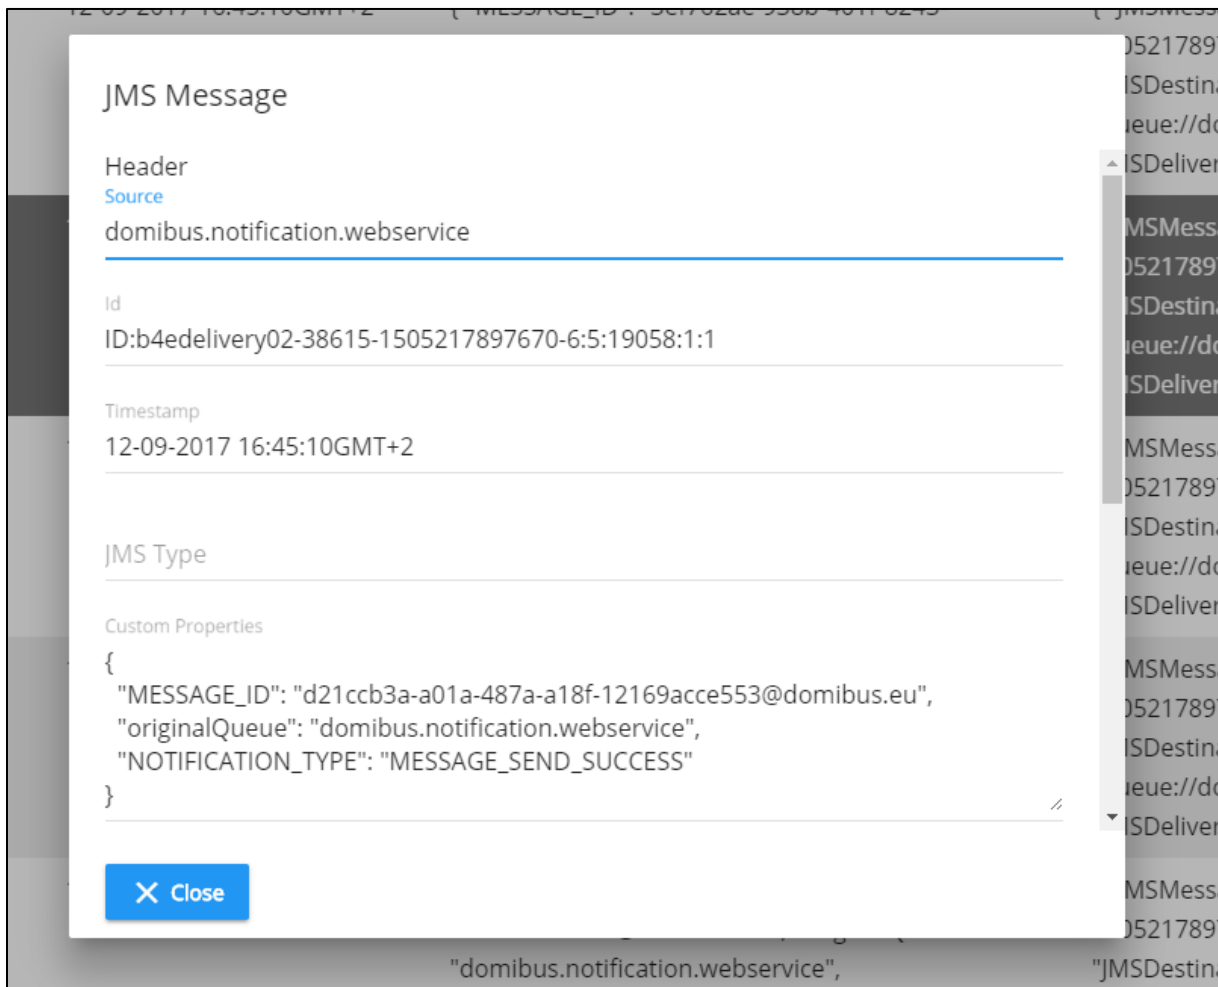 JMS Message
Header
Source
domibus.notification.webservice
Id
ID:b4edelivery02-38615-1505217897670-6:5:19058:1:1
Timestamp
12-09-2017 16:45:10GMT+2
JMS Type
Custom Properties
{
"MESSAGE_ID": "d21ccb3a-a01a-487a-a18f-12169acce553@domibus.eu",
"originalQueue": "domibus.notification.webservice",
"NOTIFICATION_TYPE": "MESSAGE_SEND_SUCCESS"
}
Close
"domibus.notification.webservice",